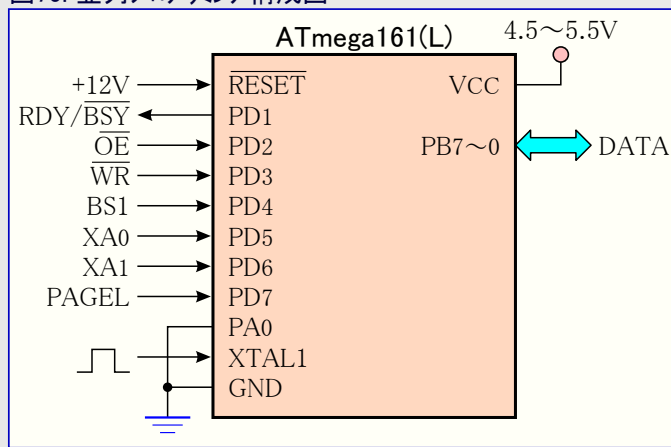 ATmega161(L)
4.5～5.5V
+12V
RESET
VCC
RDY/BSY
PD1
OE
PD2
PB7～0
DATA
WR
PD3
BS1
PD4
XA0
PD5
XA1
PD6
PAGEL
PD7
PA0
XTAL1
GND